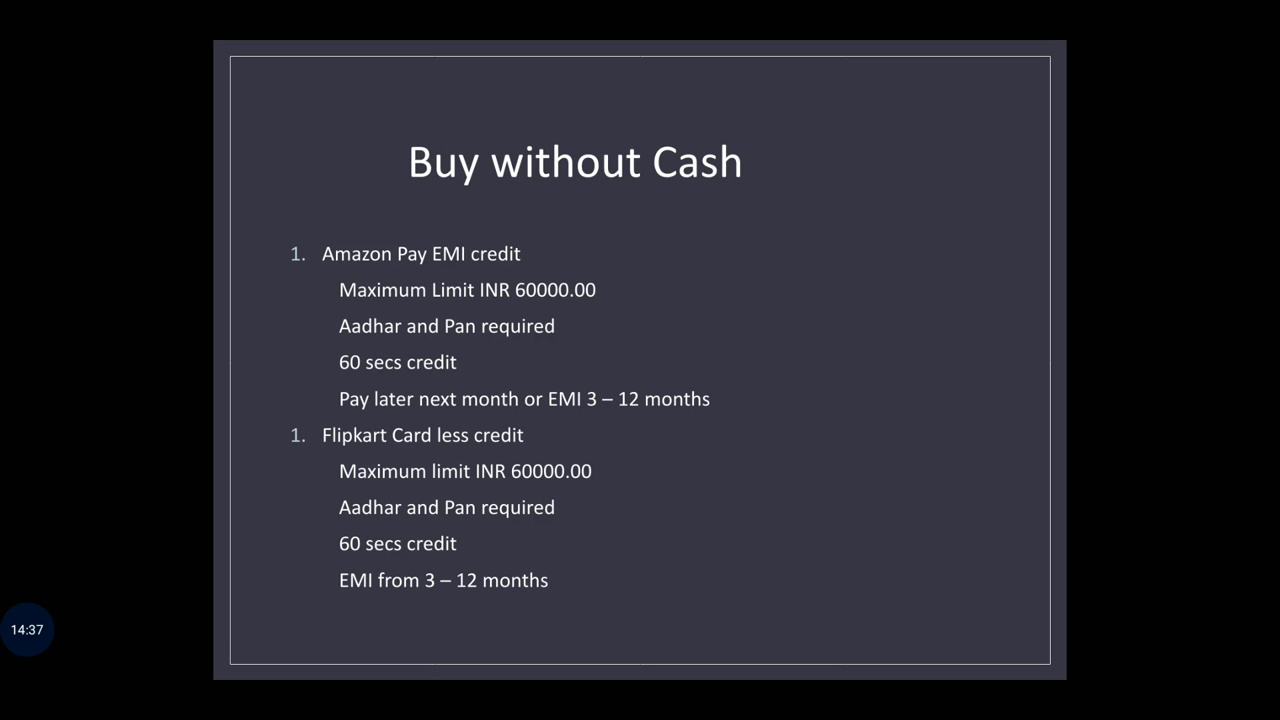 Buy without Cash
1. Amazon Pay EMI credit
Maximum Limit INR 60000.00
Aadhar and Pan required
60 secs credit
Pay later next month or EMI 3 – 12 months
1. Flipkart Card less credit
Maximum limit INR 60000.00
Aadhar and Pan required
60 secs credit
EMI from 3 – 12 months
14:37